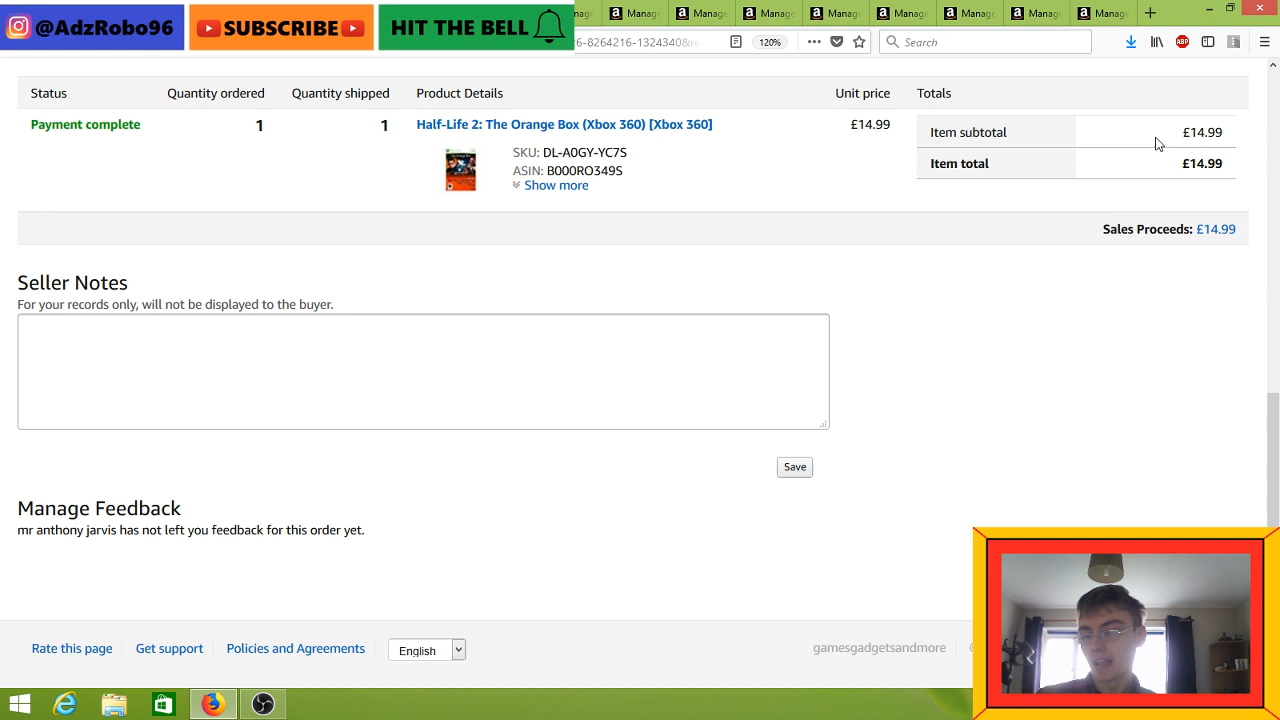 @AdzRobo96 SUBSCRIBE HIT THE BELL
Manage Manage Manage Manage Manage Manage Manage Manage
6-8264216-1324340&re 120% Search
Status Quantity ordered Quantity shipped Product Details Unit price Totals
Payment complete 1 1 Half-Life 2: The Orange Box (Xbox 360) [Xbox 360] £14.99 Item subtotal £14.99
SKU: DL-A0GY-YC7S
ASIN: B000RO349S Item total £14.99
Show more
Sales Proceeds: £14.99
Seller Notes
For your records only, will not be displayed to the buyer.
Save
Manage Feedback
mr anthony jarvis has not left you feedback for this order yet.
Rate this page Get support Policies and Agreements English gamesgadgetsandmore